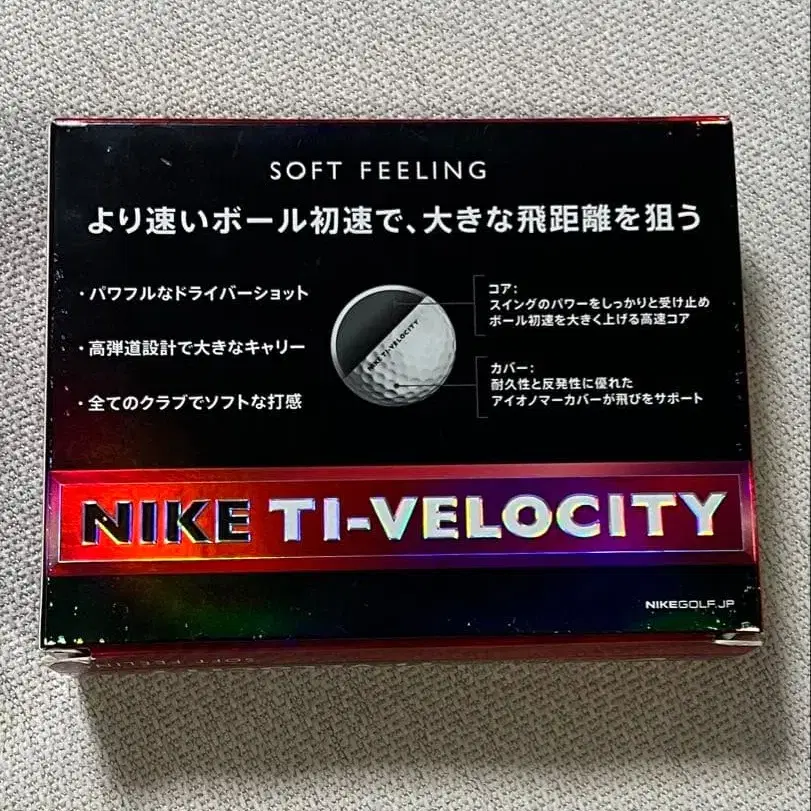 SOFT FEELING
より速いボール初速で、大きな飛距離を狙う
・パワフルなドライバーショット
・高弾道設計で大きなキャリー
・全てのクラブでソフトな打感
NIKE TI-VELOCITY
コア:
スイングのパワーをしっかりと受け止め
ボール初速を大きく上げる高速コア
カバー:
耐久性と反発性に優れた
アイオノマーカバーが飛びをサポート
NIKE TI-VELOCITY
NIKEGOLF.JP
SOFT FEELIN